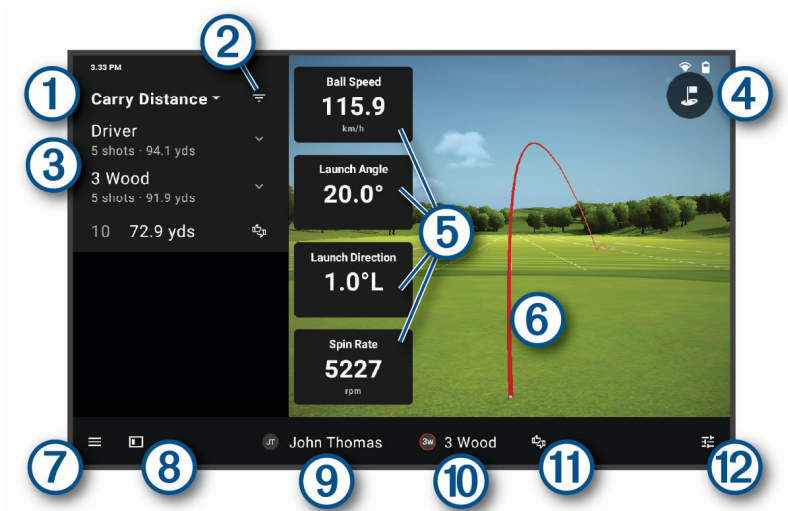 3.33 PM
1
2
Carry Distance
3
Driver
5 shots · 94.1 yds
3 Wood
5 shots · 91.9 yds
10 72.9 yds
Ball Speed
115.9
km/h
Launch Angle
20.0°
Launch Direction
1.0°L
Spin Rate
5227
rpm
4
5
6
JT John Thomas
3W 3 Wood
7
8
9
10
11
12